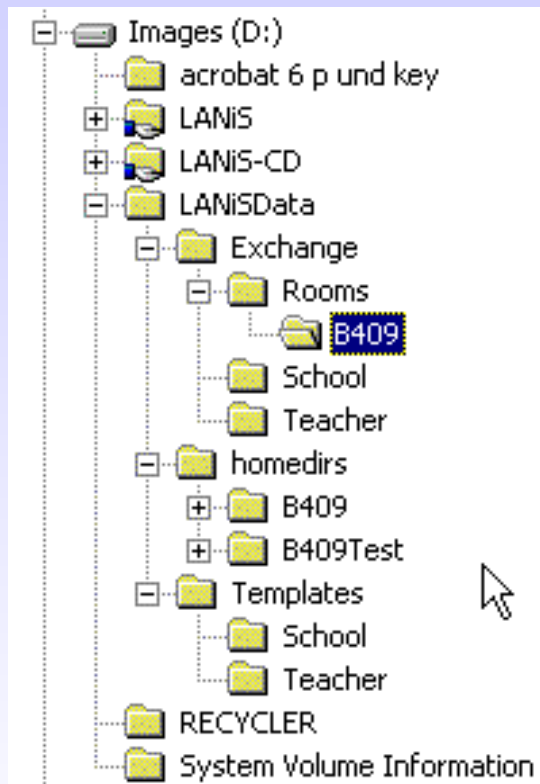 Images (D:)
acrobat 6 p und key
LANiS
LANiS-CD
LANiSData
Exchange
Rooms
B409
School
Teacher
homedirs
B409
B409Test
Templates
School
Teacher
RECYCLER
System Volume Information